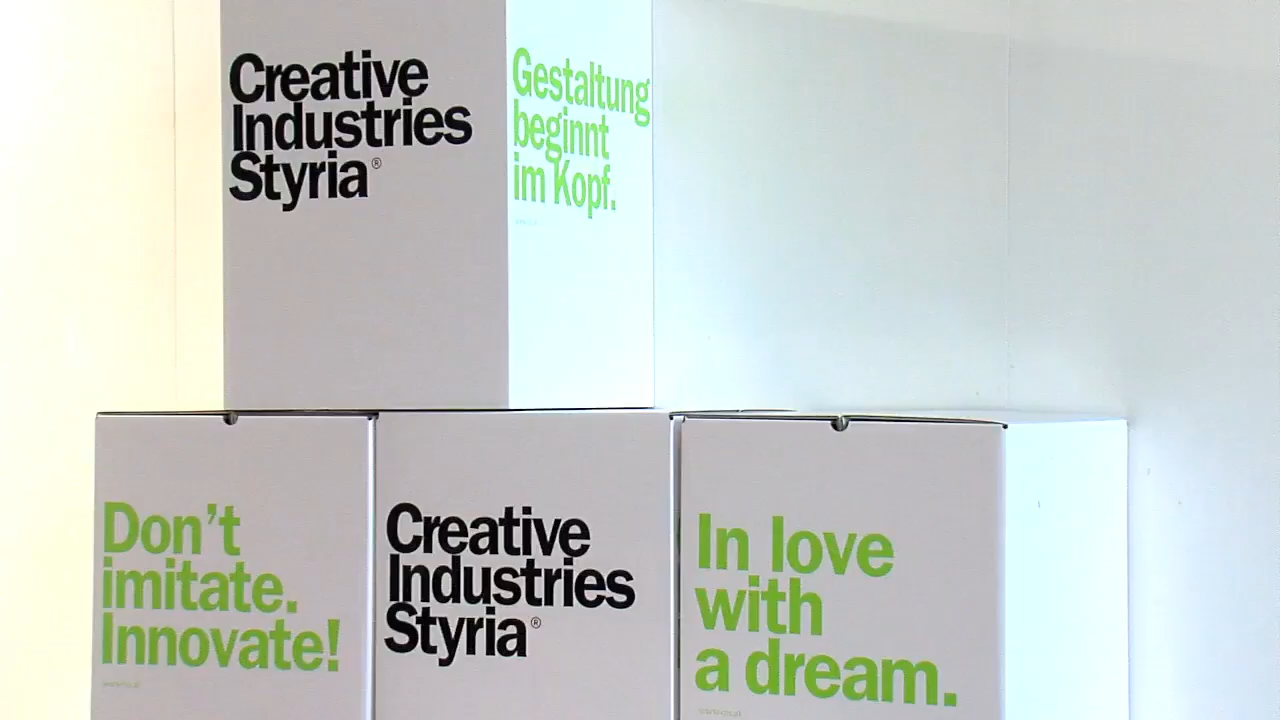 Creative
Industries
Styria®
Gestaltung
beginnt
im Kopf.
Don't
imitate.
Innovate!
Creative
Industries
Styria®
In love
with
a dream.